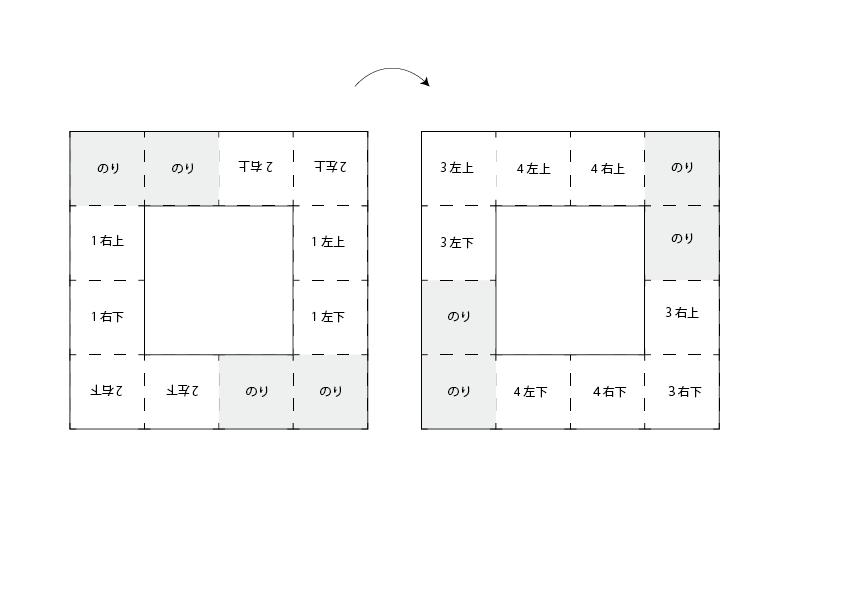 のり のり 2右上 2左上
1右上 1左上
1右下 1左下
2右下 2左下 のり のり
3左上 4左上 4右上 のり
3左下 のり
のり 3右上
のり 4左下 4右下 3右下